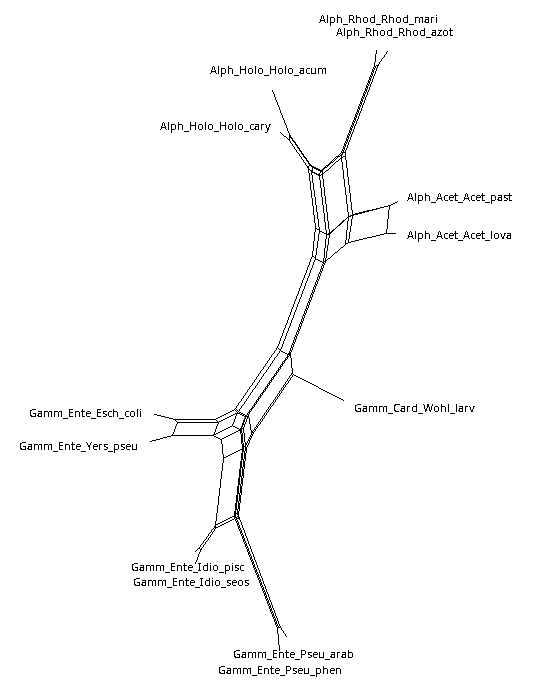 Alph_Rhod_Rhod_mari
Alph_Rhod_Rhod_azot
Alph_Holo_Holo_acum
Alph_Holo_Holo_cary
Alph_Acet_Acet_past
Alph_Acet_Acet_lova
Gamm_Card_Wohl_larv
Gamm_Ente_Esch_coli
Gamm_Ente_Yers_pseu
Gamm_Ente_Idio_pisc
Gamm_Ente_Idio_seos
Gamm_Ente_Pseu_arab
Gamm_Ente_Pseu_phen